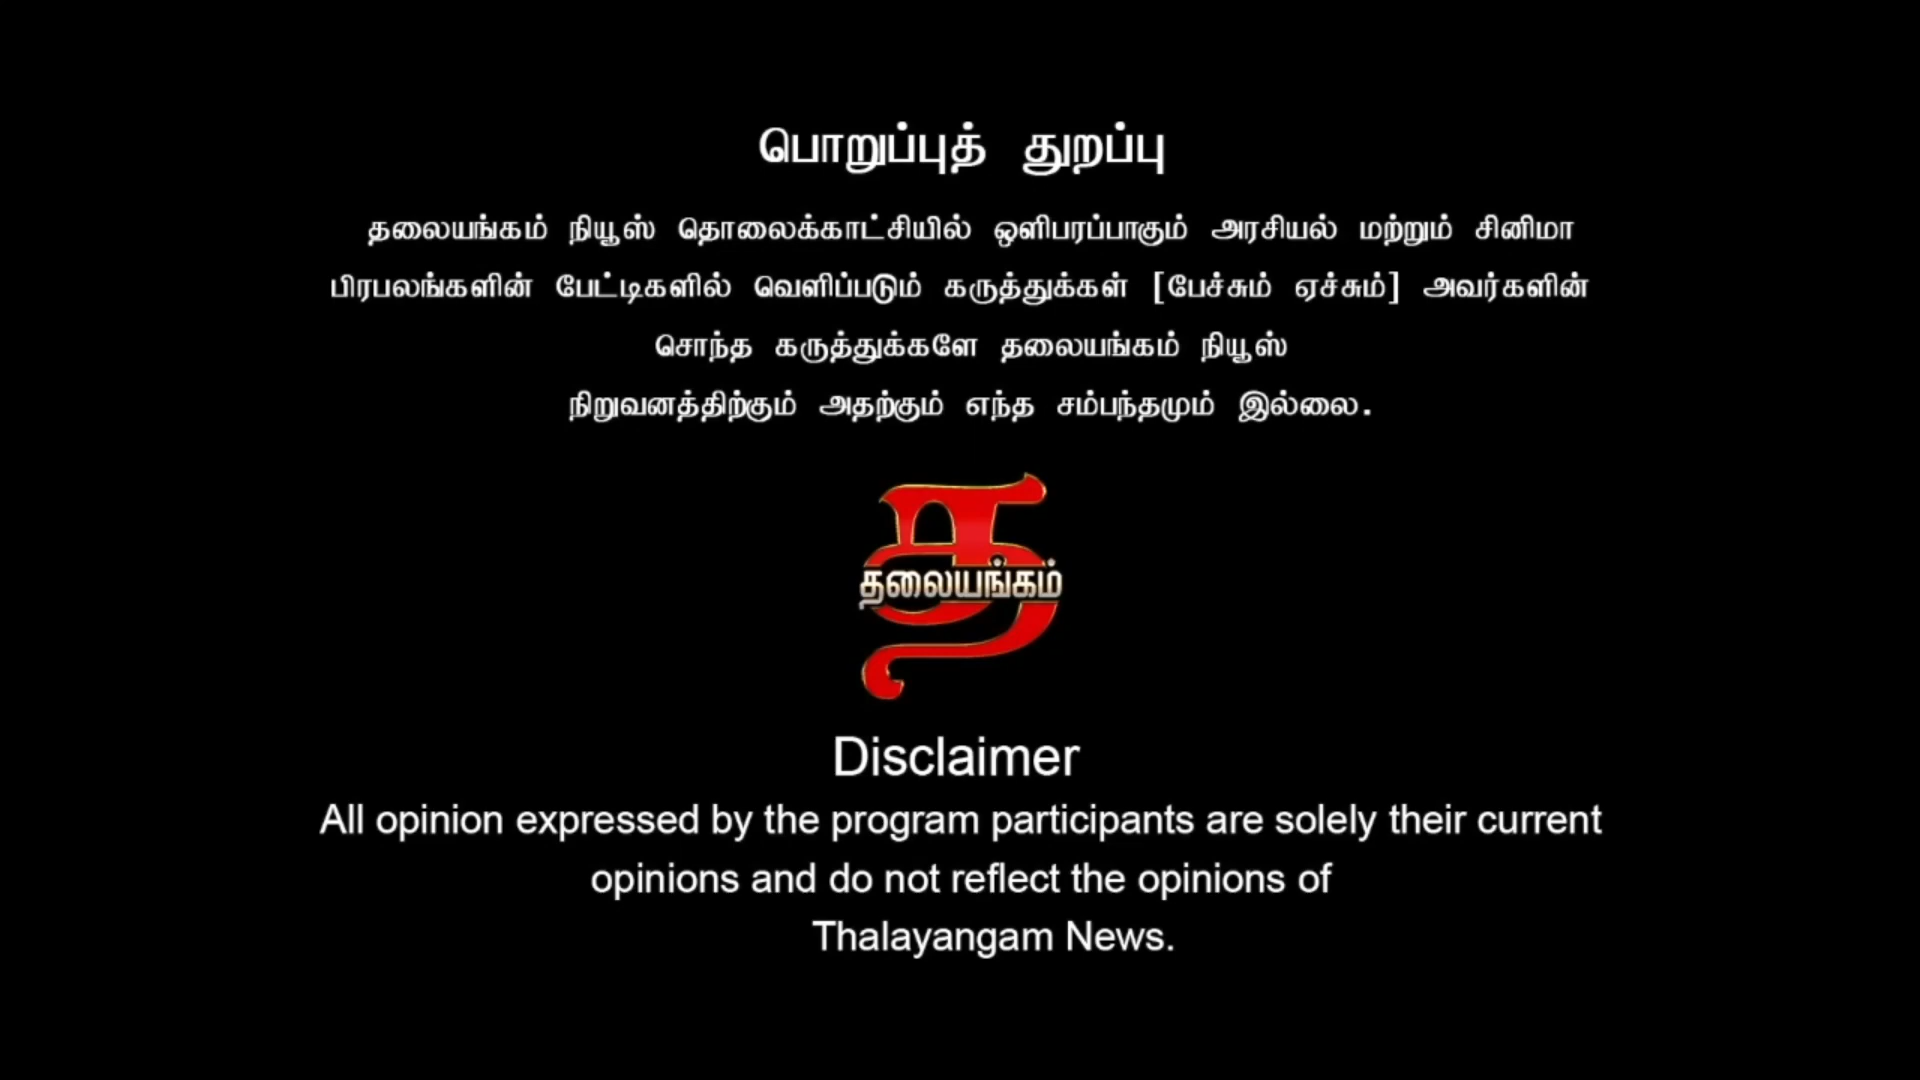 பொறுப்புத் துறப்பு
தலையங்கம் நியூஸ் தொலைக்காட்சியில் ஒளிபரப்பாகும் அரசியல் மற்றும் சினிமா
பிரபலங்களின் பேட்டிகளில் வெளிப்படும் கருத்துக்கள் [பேச்சும் ஏச்சும்] அவர்களின்
சொந்த கருத்துக்களே தலையங்கம் நியூஸ்
நிறுவனத்திற்கும் அதற்கும் எந்த சம்பந்தமும் இல்லை.
த
தலையங்கம்
Disclaimer
All opinion expressed by the program participants are solely their current
opinions and do not reflect the opinions of
Thalayangam News.